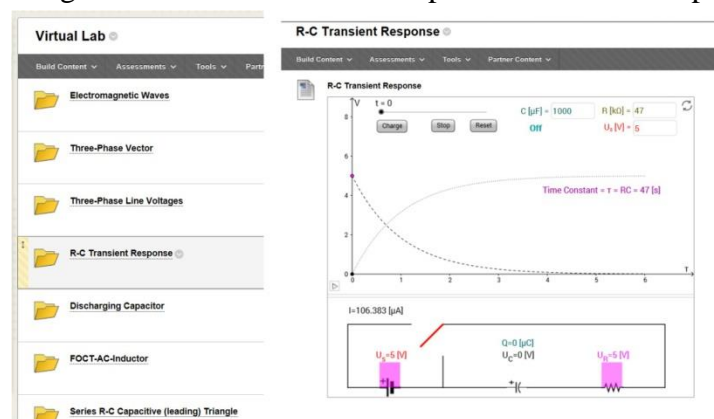 Virtual Lab
Build Content Assessments Tools
Electromagnetic Waves
Three-Phase Vector
Three-Phase Line Voltages
R-C Transient Response
Discharging Capacitor
FOCT-AC-Inductor
Series R-C Capacitive (leading) Triangle
R-C Transient Response
Build Content Assessments Tools Partner Content
R-C Transient Response
V t = 0 C [µF] = 1000 R [kΩ] = 47
8 Charge Stop Reset Off Us [V] = 5
6
Time Constant = τ = RC = 47 [s]
4
2
0 0 1 2 3 4 5 6 T
I=106.383 [µA]
Q=0 [µC]
Us=5 [V] UC=0 [V] UR=5 [V]